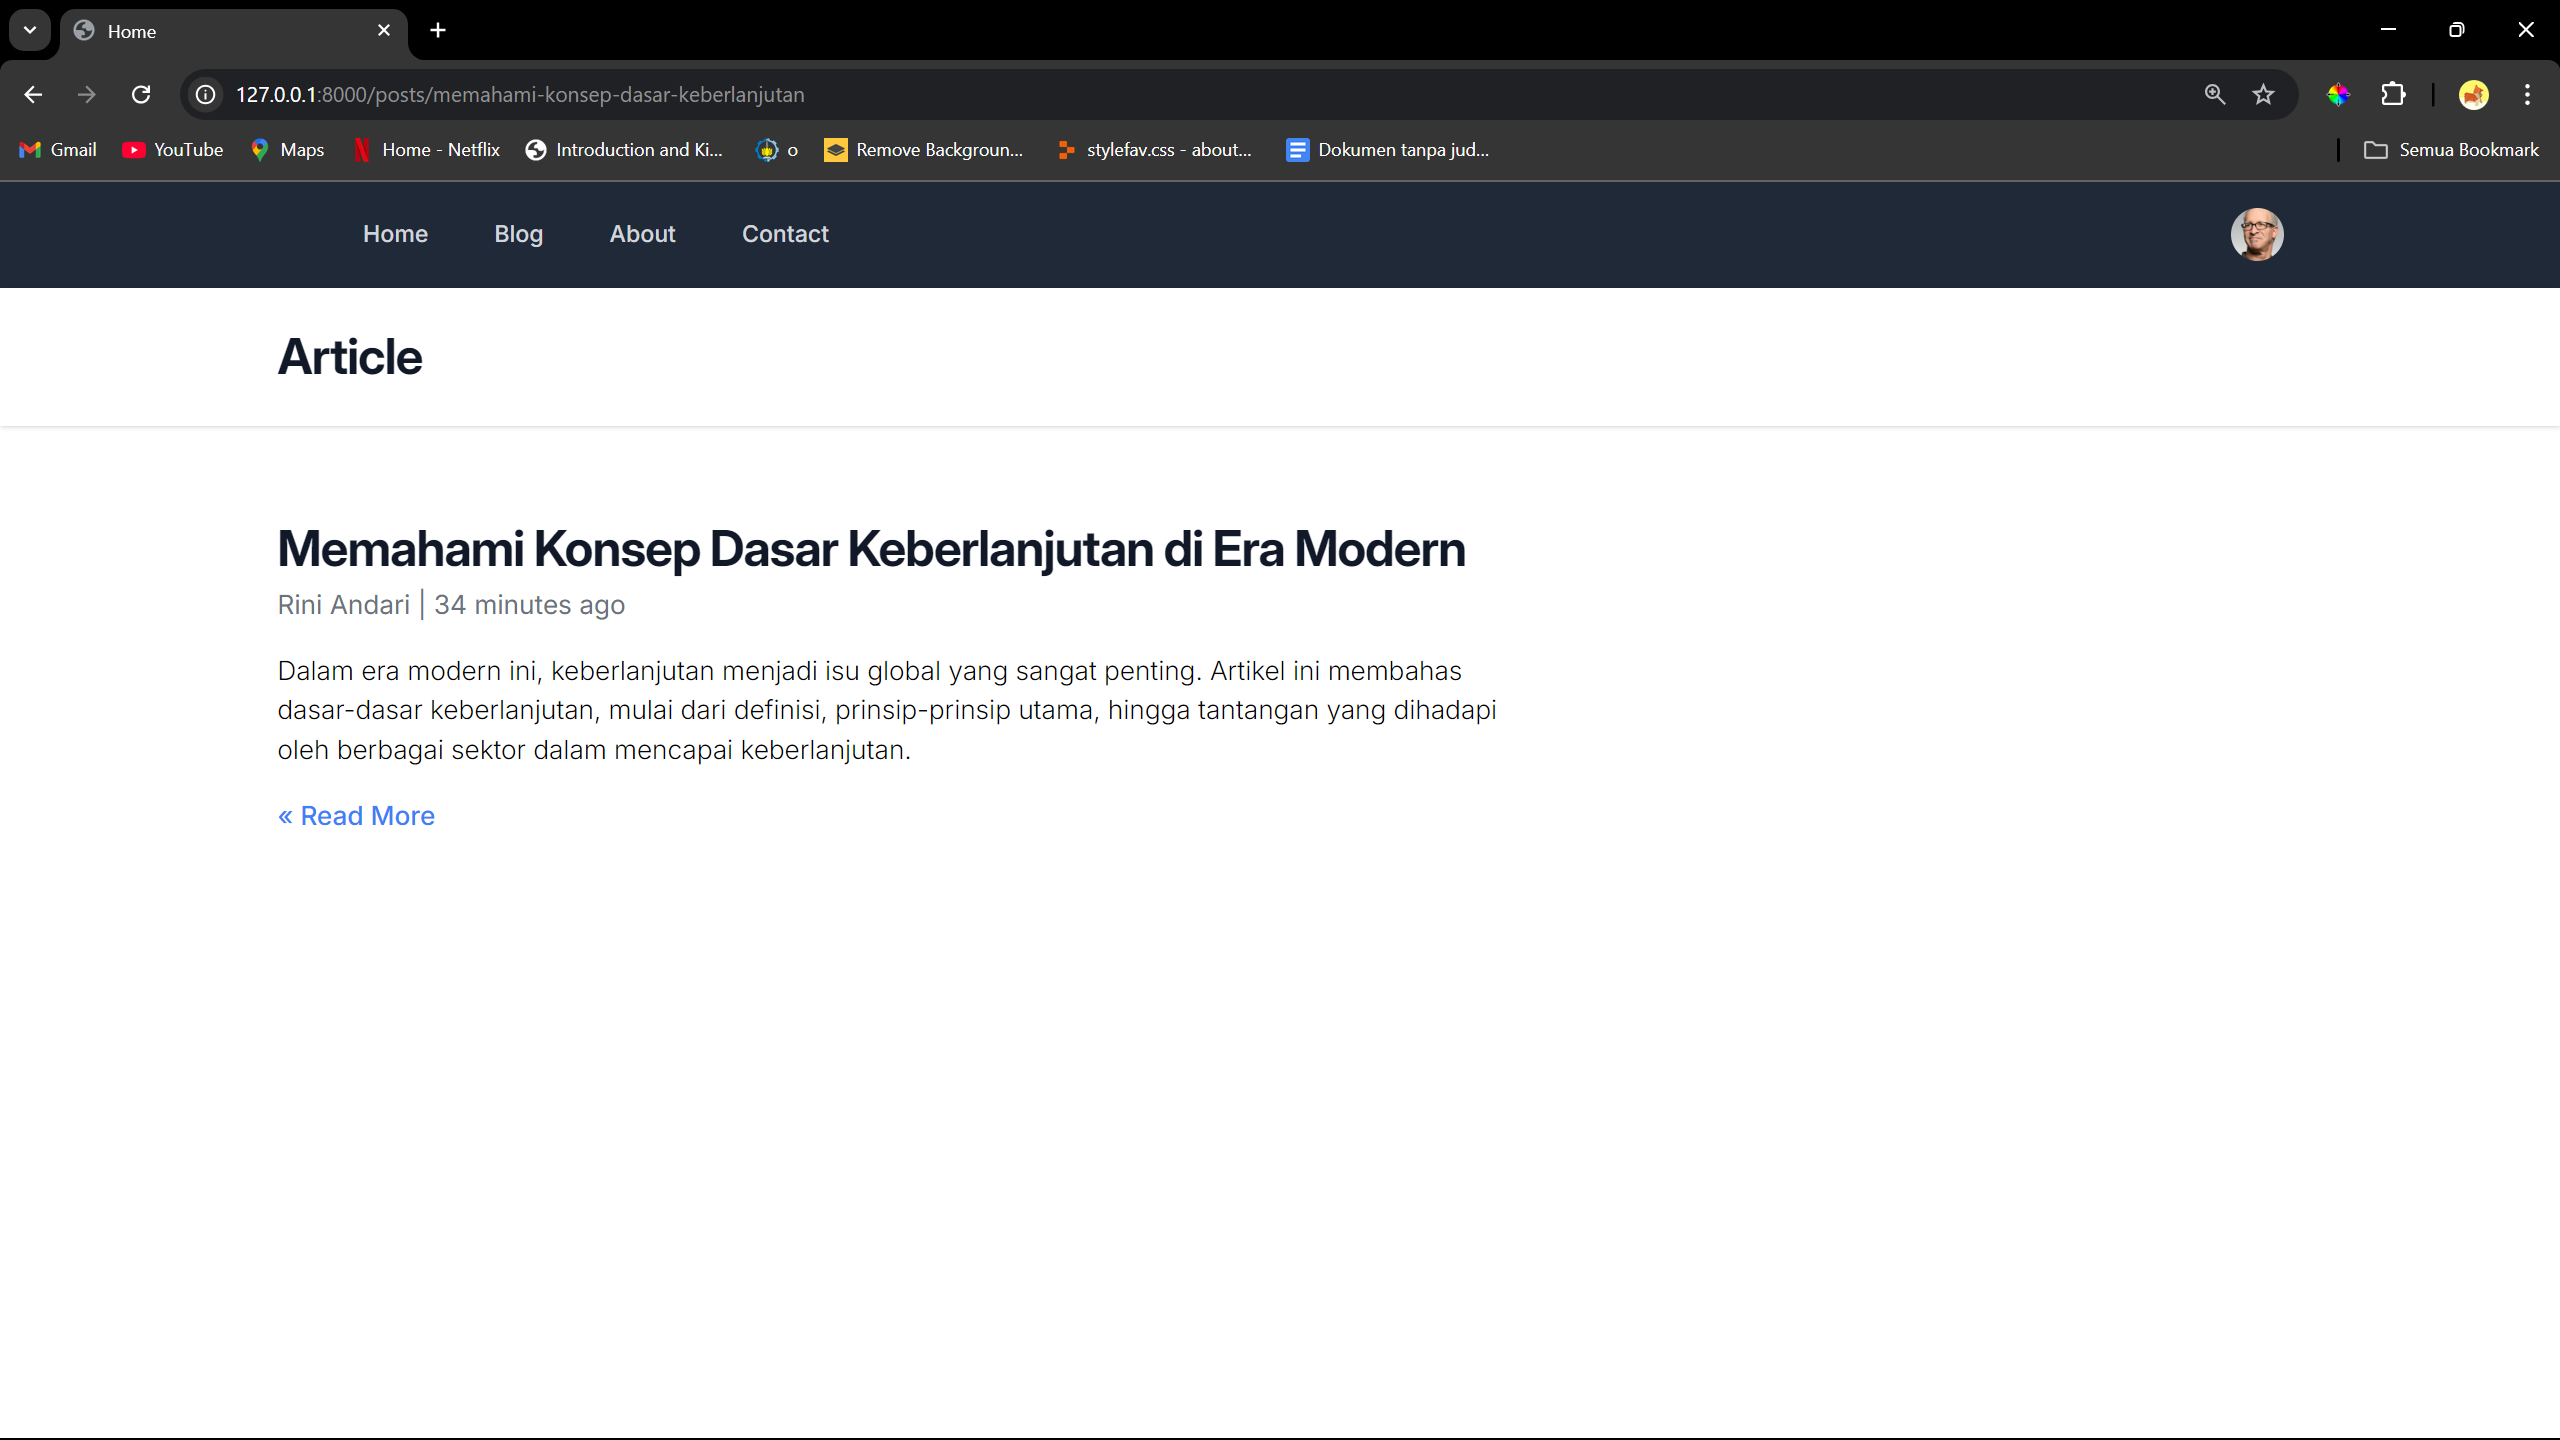 Home
127.0.0.1:8000/posts/memahami-konsep-dasar-keberlanjutan
Gmail YouTube Maps Home - Netflix Introduction and Ki... o Remove Backgroun... stylefav.css - about... Dokumen tanpa jud... Semua Bookmark
Home Blog About Contact
Article
Memahami Konsep Dasar Keberlanjutan di Era Modern
Rini Andari | 34 minutes ago
Dalam era modern ini, keberlanjutan menjadi isu global yang sangat penting. Artikel ini membahas
dasar-dasar keberlanjutan, mulai dari definisi, prinsip-prinsip utama, hingga tantangan yang dihadapi
oleh berbagai sektor dalam mencapai keberlanjutan.
« Read More